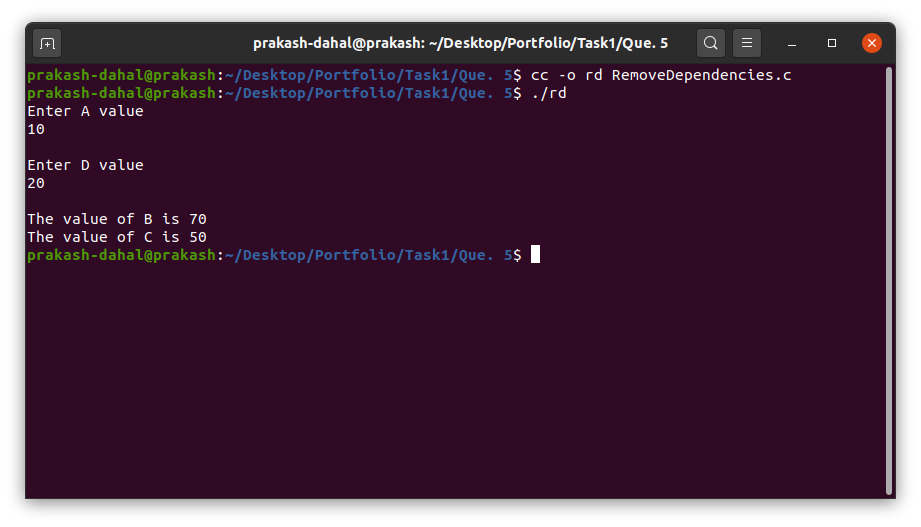 prakash-dahal@prakash: ~/Desktop/Portfolio/Task1/Que. 5
prakash-dahal@prakash:~/Desktop/Portfolio/Task1/Que. 5$ cc -o rd RemoveDependencies.c
prakash-dahal@prakash:~/Desktop/Portfolio/Task1/Que. 5$ ./rd
Enter A value
10
Enter D value
20
The value of B is 70
The value of C is 50
prakash-dahal@prakash:~/Desktop/Portfolio/Task1/Que. 5$